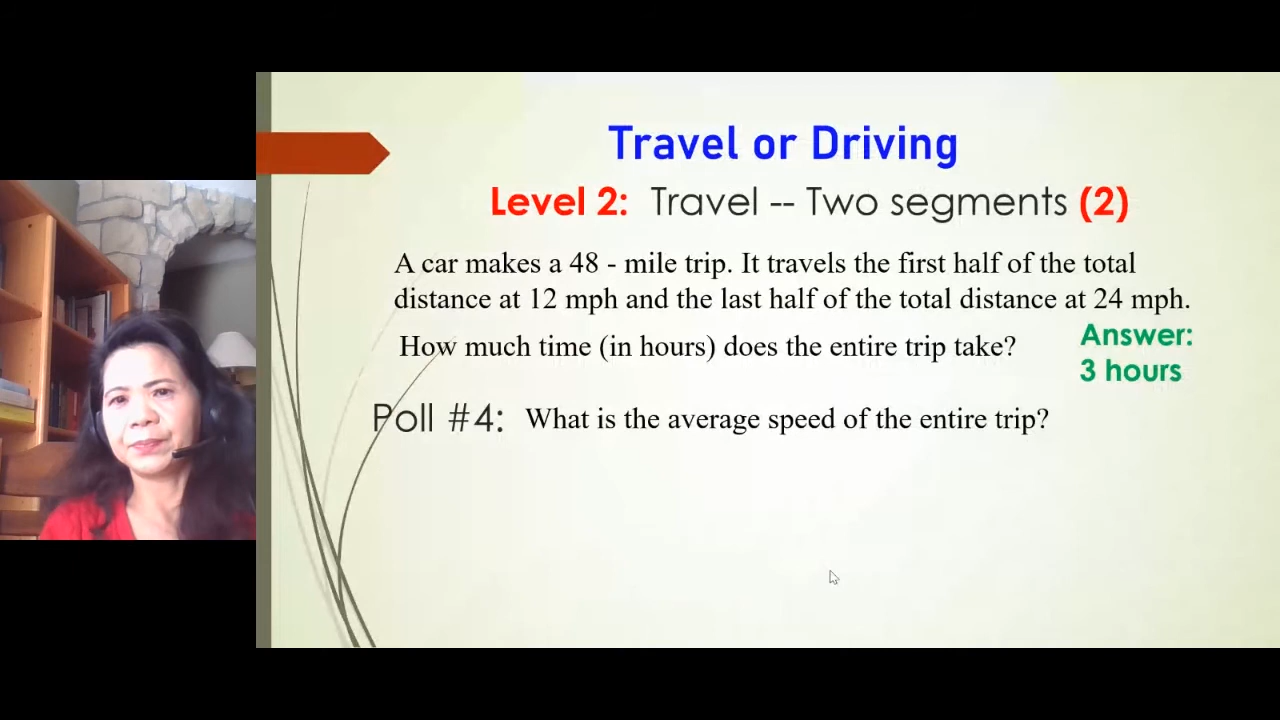 Travel or Driving
Level 2: Travel -- Two segments (2)
A car makes a 48 - mile trip. It travels the first half of the total
distance at 12 mph and the last half of the total distance at 24 mph.
How much time (in hours) does the entire trip take?
Answer:
3 hours
Poll #4: What is the average speed of the entire trip?